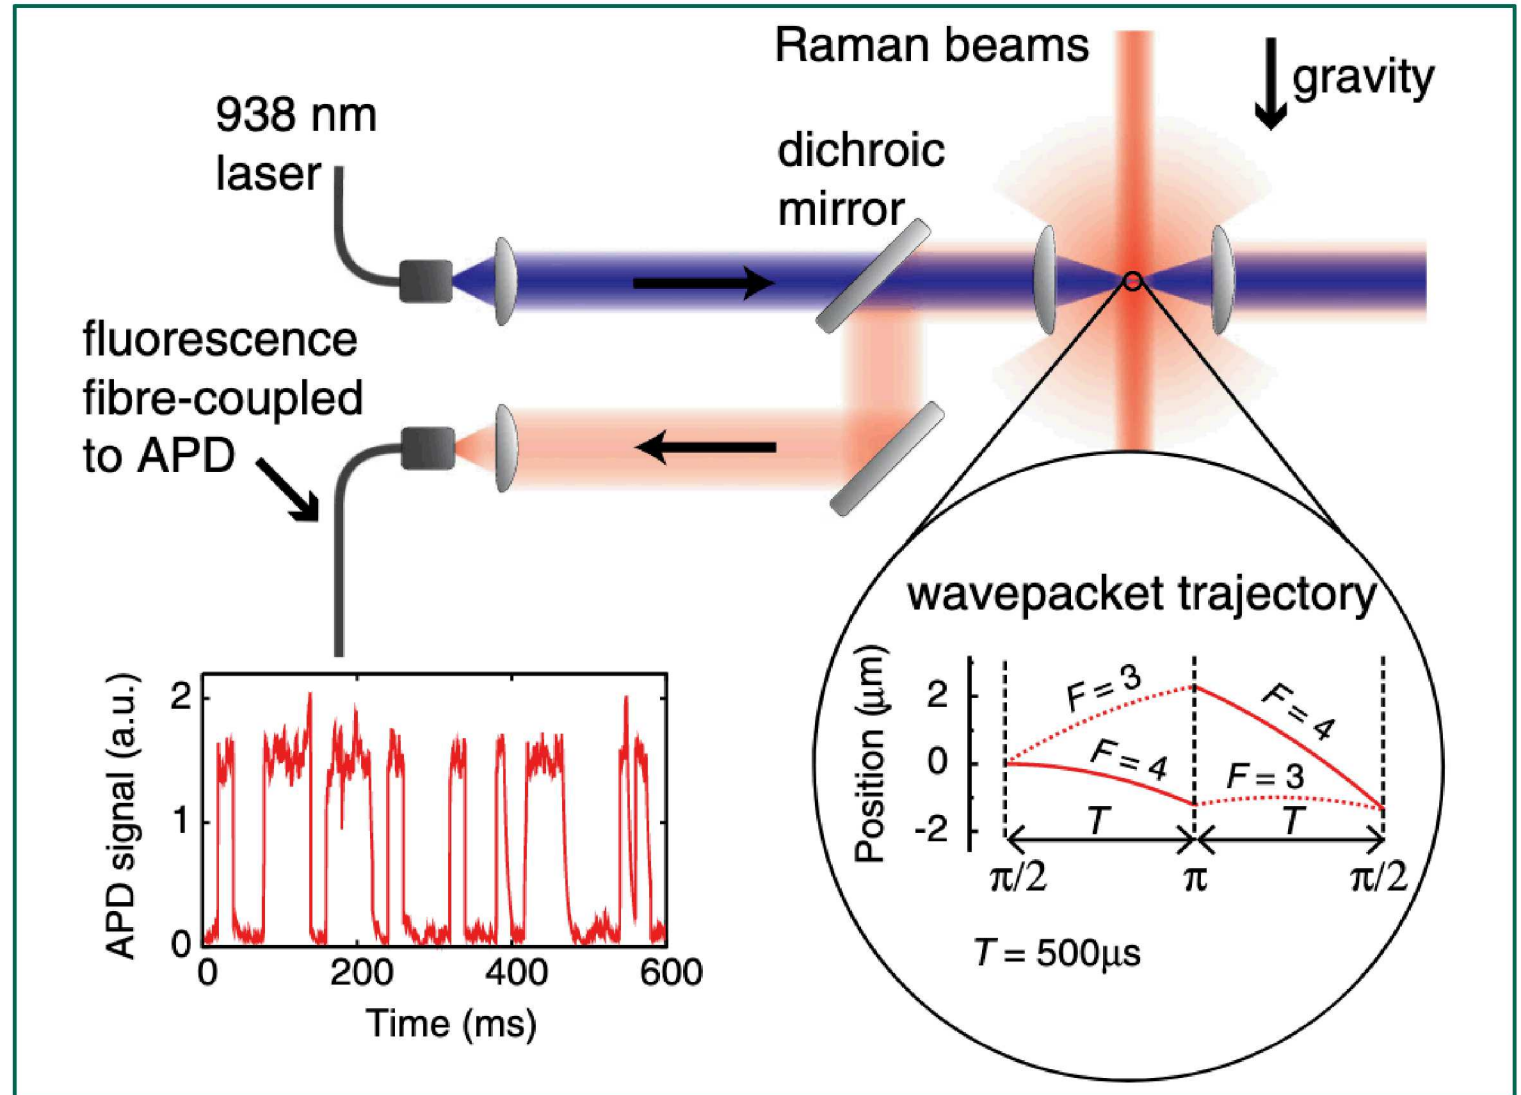 Raman beams
gravity
938 nm
laser
dichroic
mirror
fluorescence
fibre-coupled
to APD
wavepacket trajectory
Position (μm)
2
0
-2
F = 3
F = 4
F = 4
F = 3
T
T
π/2
π
π/2
T = 500μs
APD signal (a.u.)
2
1
0
0
200
400
600
Time (ms)